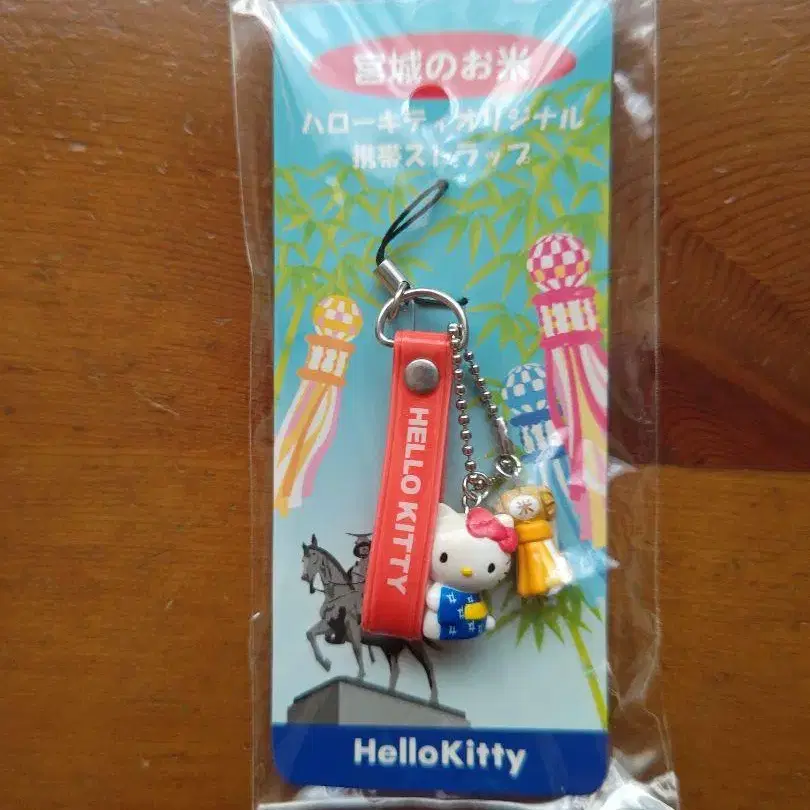 宮城のお米
ハローキティオリジナル
携帯ストラップ
HELLO KITTY
米
HelloKitty